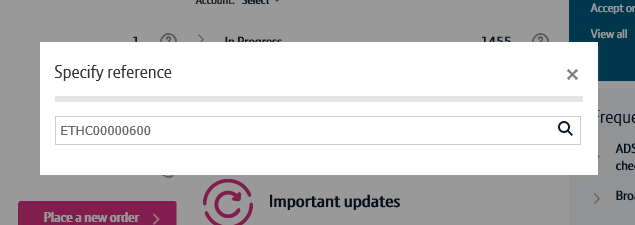 Account: Select
Accept or
View all
1
In Progress
1455
Specify reference
ETHC00000600
Freque
ADS
che
Broa
Important updates
Place a new order